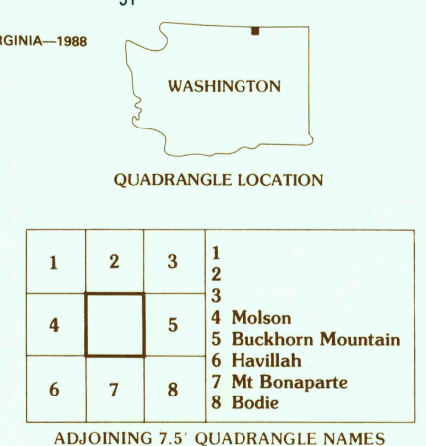 RGINIA—1988
WASHINGTON
QUADRANGLE LOCATION
1 2 3
4 5
6 7 8
1
2
3
4 Molson
5 Buckhorn Mountain
6 Havillah
7 Mt Bonaparte
8 Bodie
ADJOINING 7.5' QUADRANGLE NAMES